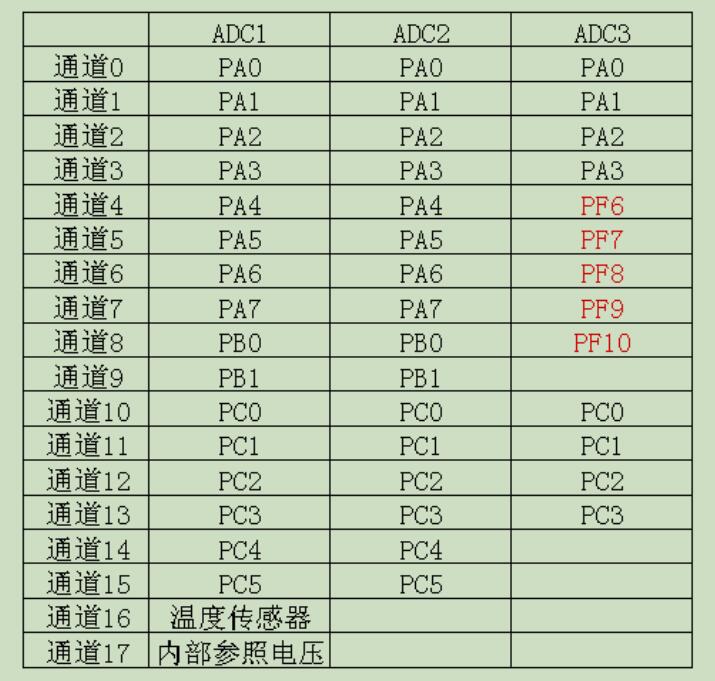 ADC1 ADC2 ADC3
通道0 PA0 PA0 PA0
通道1 PA1 PA1 PA1
通道2 PA2 PA2 PA2
通道3 PA3 PA3 PA3
通道4 PA4 PA4 PF6
通道5 PA5 PA5 PF7
通道6 PA6 PA6 PF8
通道7 PA7 PA7 PF9
通道8 PB0 PB0 PF10
通道9 PB1 PB1
通道10 PC0 PC0 PC0
通道11 PC1 PC1 PC1
通道12 PC2 PC2 PC2
通道13 PC3 PC3 PC3
通道14 PC4 PC4
通道15 PC5 PC5
通道16 温度传感器
通道17 内部参照电压